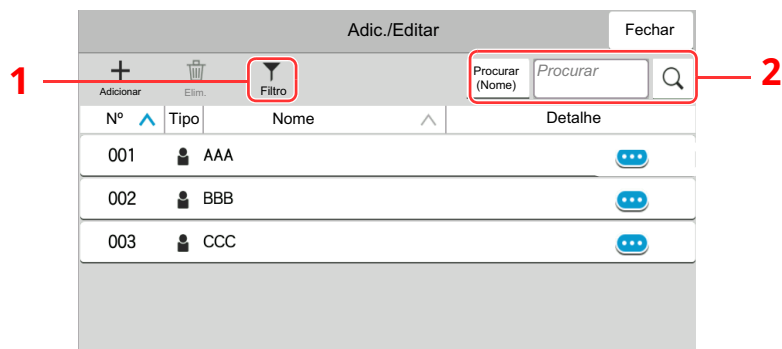 Adic./Editar Fechar
1 2
Adicionar Elim. Filtro Procurar
(Nome) Procurar
Nº Tipo Nome Detalhe
001 AAA
002 BBB
003 CCC